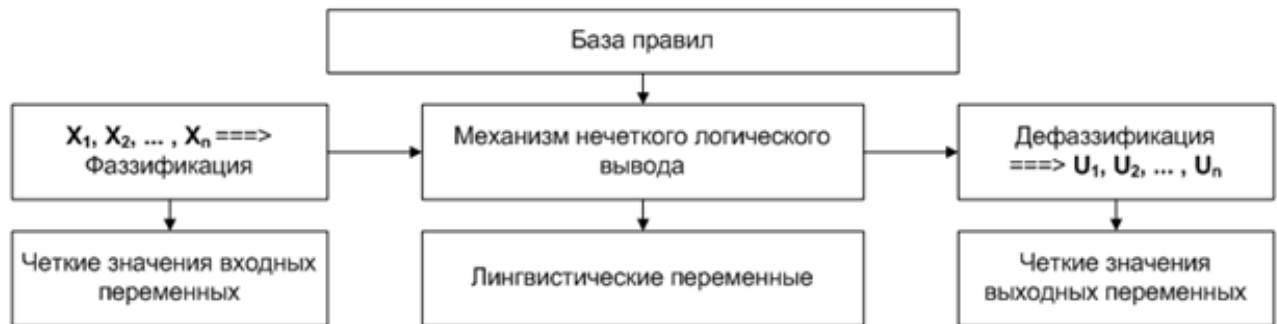 База правил
X₁, X₂, ... , Xₙ ===>
Фаззификация
Механизм нечеткого логического
вывода
Дефаззификация
===> U₁, U₂, ... , Uₙ
Четкие значения входных
переменных
Лингвистические переменные
Четкие значения
выходных переменных